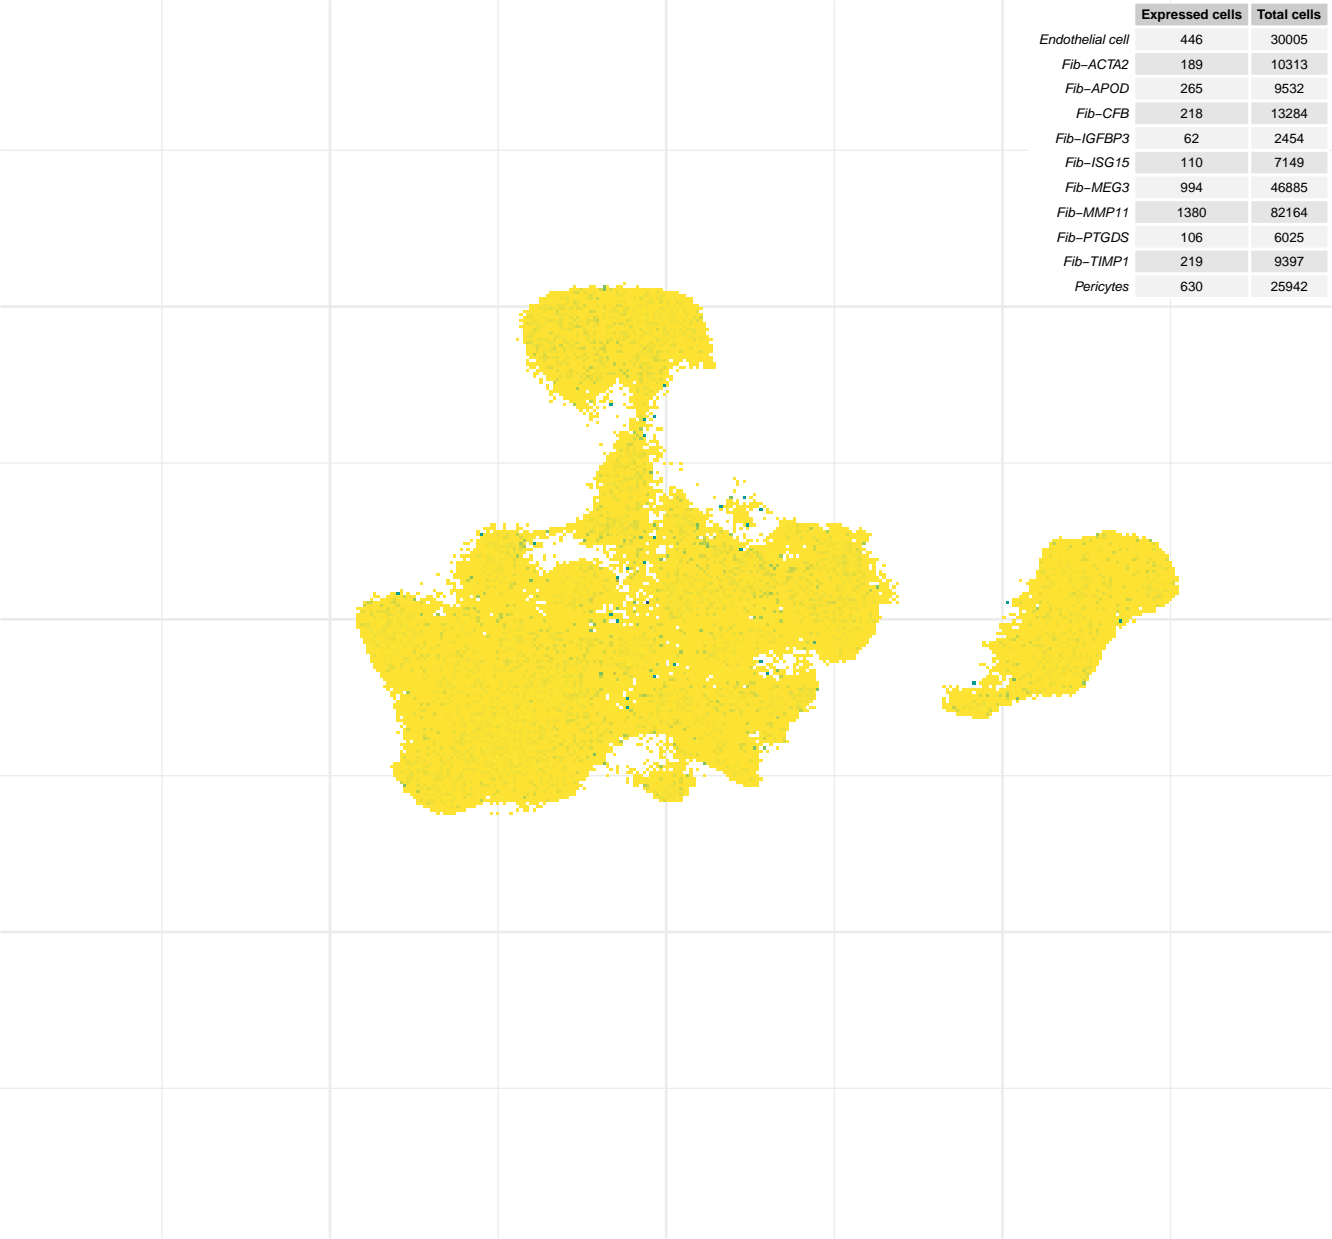 Expressed cells Total cells
Endothelial cell 446 30005
Fib−ACTA2 189 10313
Fib−APOD 265 9532
Fib−CFB 218 13284
Fib−IGFBP3 62 2454
Fib−ISG15 110 7149
Fib−MEG3 994 46885
Fib−MMP11 1380 82164
Fib−PTGDS 106 6025
Fib−TIMP1 219 9397
Pericytes 630 25942